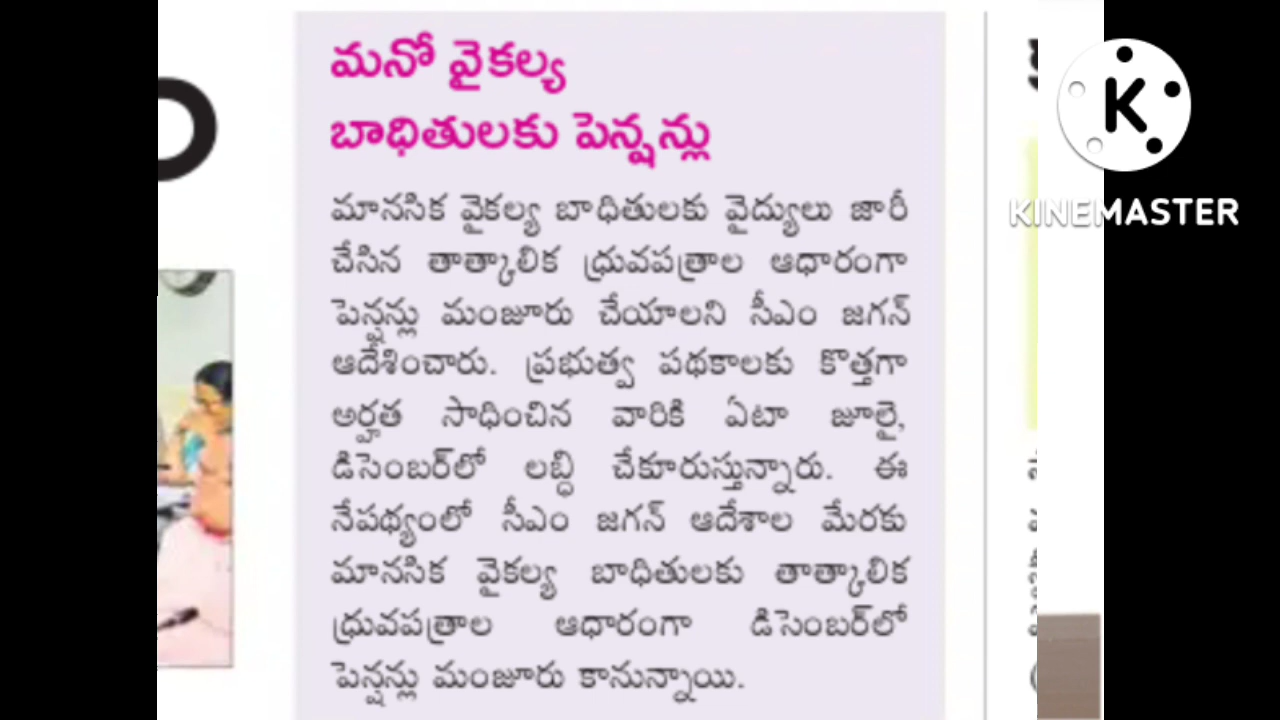 మనో వైకల్య
బాధితులకు పెన్షన్లు
మానసిక వైకల్య బాధితులకు వైద్యులు జారీ
చేసిన తాత్కాలిక ధ్రువపత్రాల ఆధారంగా
పెన్షన్లు మంజూరు చేయాలని సీఎం జగన్
ఆదేశించారు. ప్రభుత్వ పథకాలకు కొత్తగా
అర్హత సాధించిన వారికి ఏటా జూలై,
డిసెంబర్‌లో లబ్ధి చేకూరుస్తున్నారు. ఈ
నేపథ్యంలో సీఎం జగన్ ఆదేశాల మేరకు
మానసిక వైకల్య బాధితులకు తాత్కాలిక
ధ్రువపత్రాల ఆధారంగా డిసెంబర్‌లో
పెన్షన్లు మంజూరు కానున్నాయి.
K
KINEMASTER